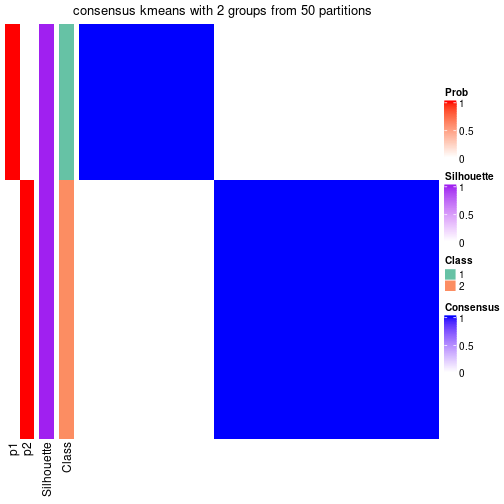 consensus kmeans with 2 groups from 50 partitions
Prob
1
0.5
0
Silhouette
1
0.5
0
Class
1
2
Consensus
1
0.5
0
p1
p2
Silhouette
Class